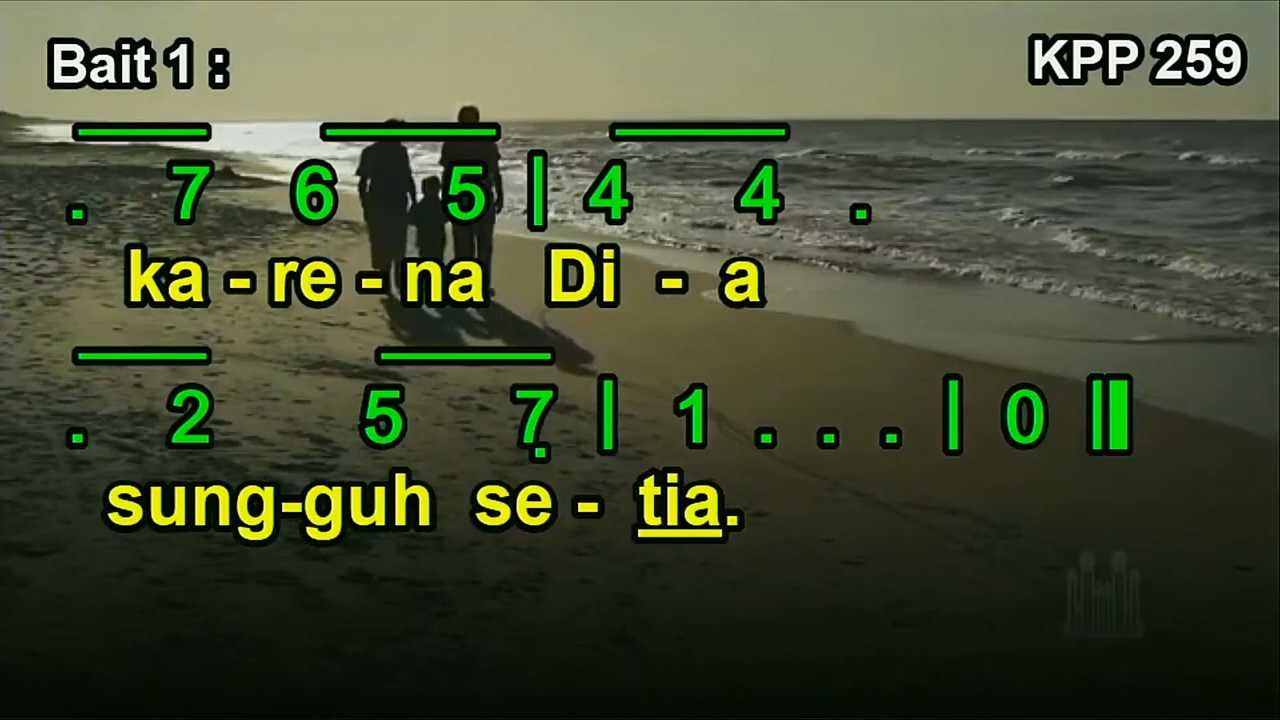 Bait 1 :
KPP 259
. 7 6 5 | 4 4 .
ka - re - na Di - a
. 2 5 7̣ | 1 . . . | 0 ||
sung-guh se - tia.